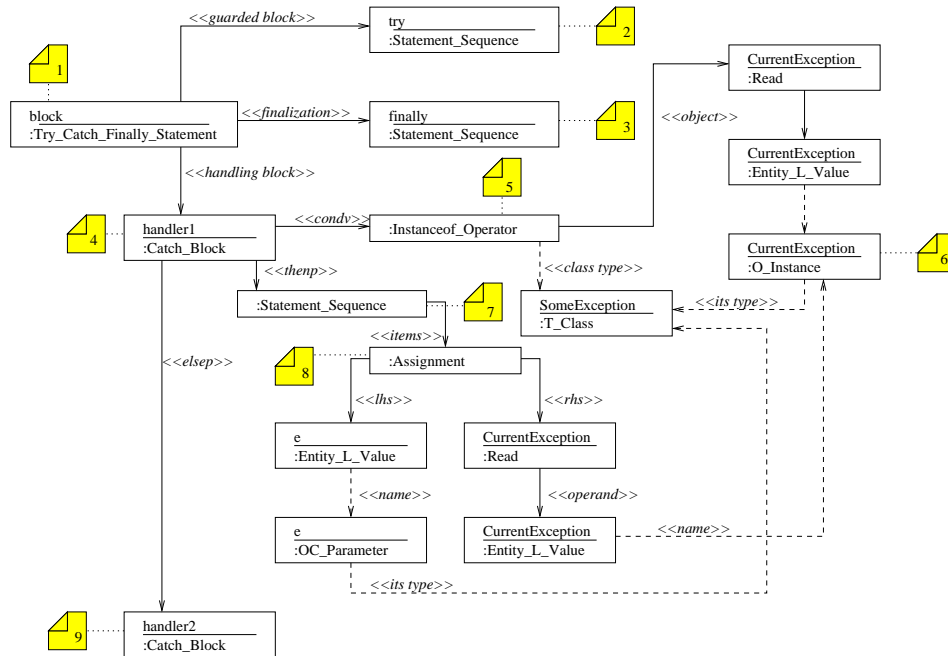 <<guarded block>>
try
:Statement_Sequence
2
CurrentException
:Read
1
block
:Try_Catch_Finally_Statement
<<finalization>>
finally
:Statement_Sequence
3
<<object>>
<<handling block>>
CurrentException
:Entity_L_Value
5
4
handler1
:Catch_Block
<<condv>>
:Instanceof_Operator
CurrentException
:O_Instance
6
<<thenp>>
<<class type>>
:Statement_Sequence
7
SomeException
:T_Class
<<its type>>
<<items>>
<<elsep>>
8
:Assignment
<<lhs>>
<<rhs>>
e
:Entity_L_Value
CurrentException
:Read
<<name>>
<<operand>>
e
:OC_Parameter
CurrentException
:Entity_L_Value
<<name>>
<<its type>>
9
handler2
:Catch_Block